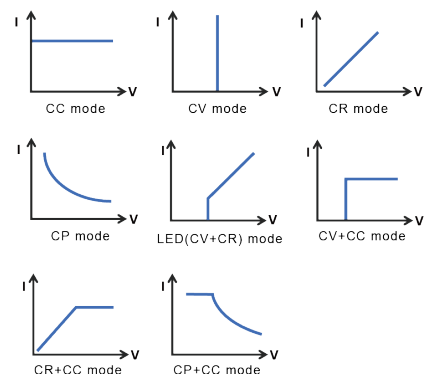 I
V
CC mode
I
V
CV mode
I
V
CR mode
I
V
CP mode
I
V
LED(CV+CR) mode
I
V
CV+CC mode
I
V
CR+CC mode
I
V
CP+CC mode